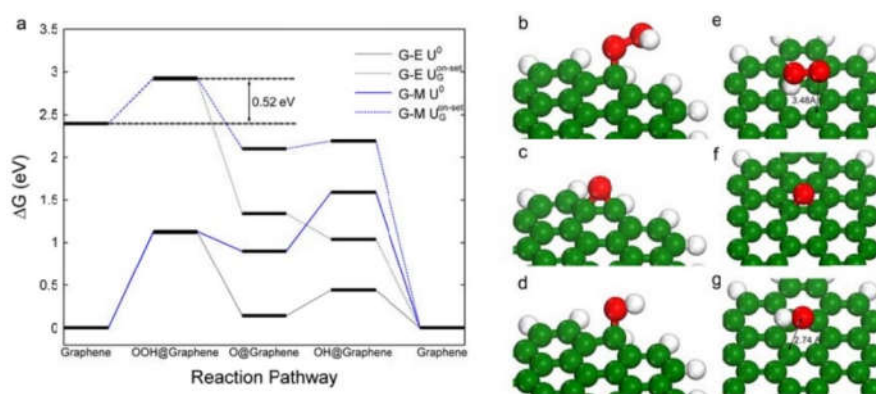 a
ΔG (eV)
3.5
3
2.5
2
1.5
1
0.5
0
G-E U⁰
G-E U_G^on-set
G-M U⁰
G-M U_G^on-set
0.52 eV
Graphene OOH@Graphene O@Graphene OH@Graphene Graphene
Reaction Pathway
b
e
3.48Å
c
f
d
g
2.74 Å